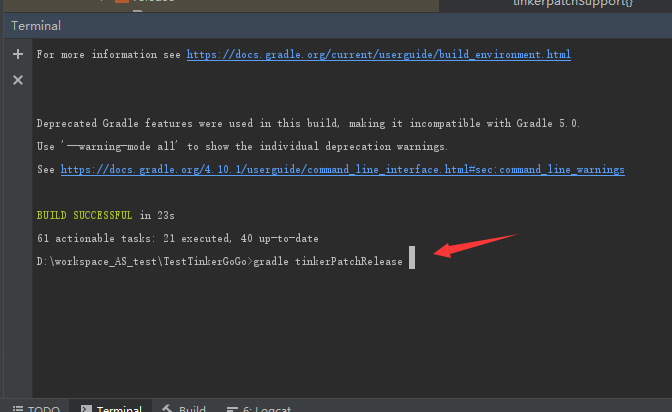 release
tinkerpatchSupport{}
Terminal
For more information see https://docs.gradle.org/current/userguide/build_environment.html
Deprecated Gradle features were used in this build, making it incompatible with Gradle 5.0.
Use '--warning-mode all' to show the individual deprecation warnings.
See https://docs.gradle.org/4.10.1/userguide/command_line_interface.html#sec:command_line_warnings
BUILD SUCCESSFUL in 23s
61 actionable tasks: 21 executed, 40 up-to-date
D:\workspace_AS_test\TestTinkerGoGo>gradle tinkerPatchRelease
TODO Terminal Build 6: Logcat